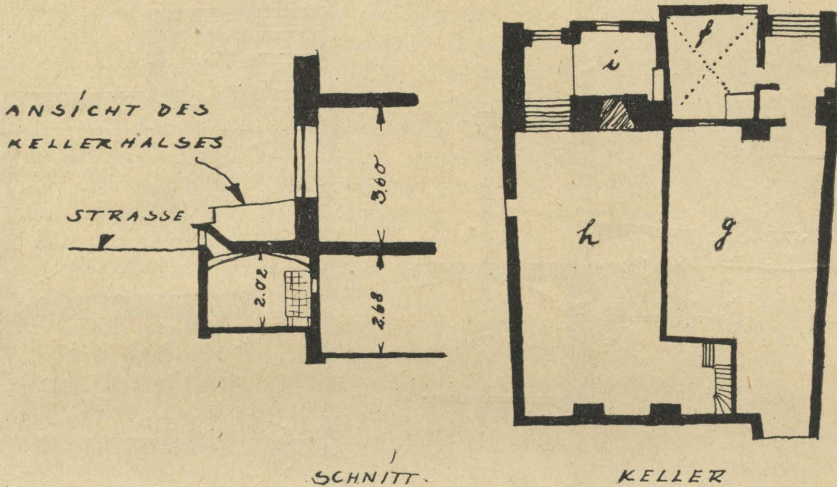 ANSICHT DES
KELLERHALSES
STRASSE
3.60
2.02
2.68
i
f
h
g
SCHNITT.
KELLER